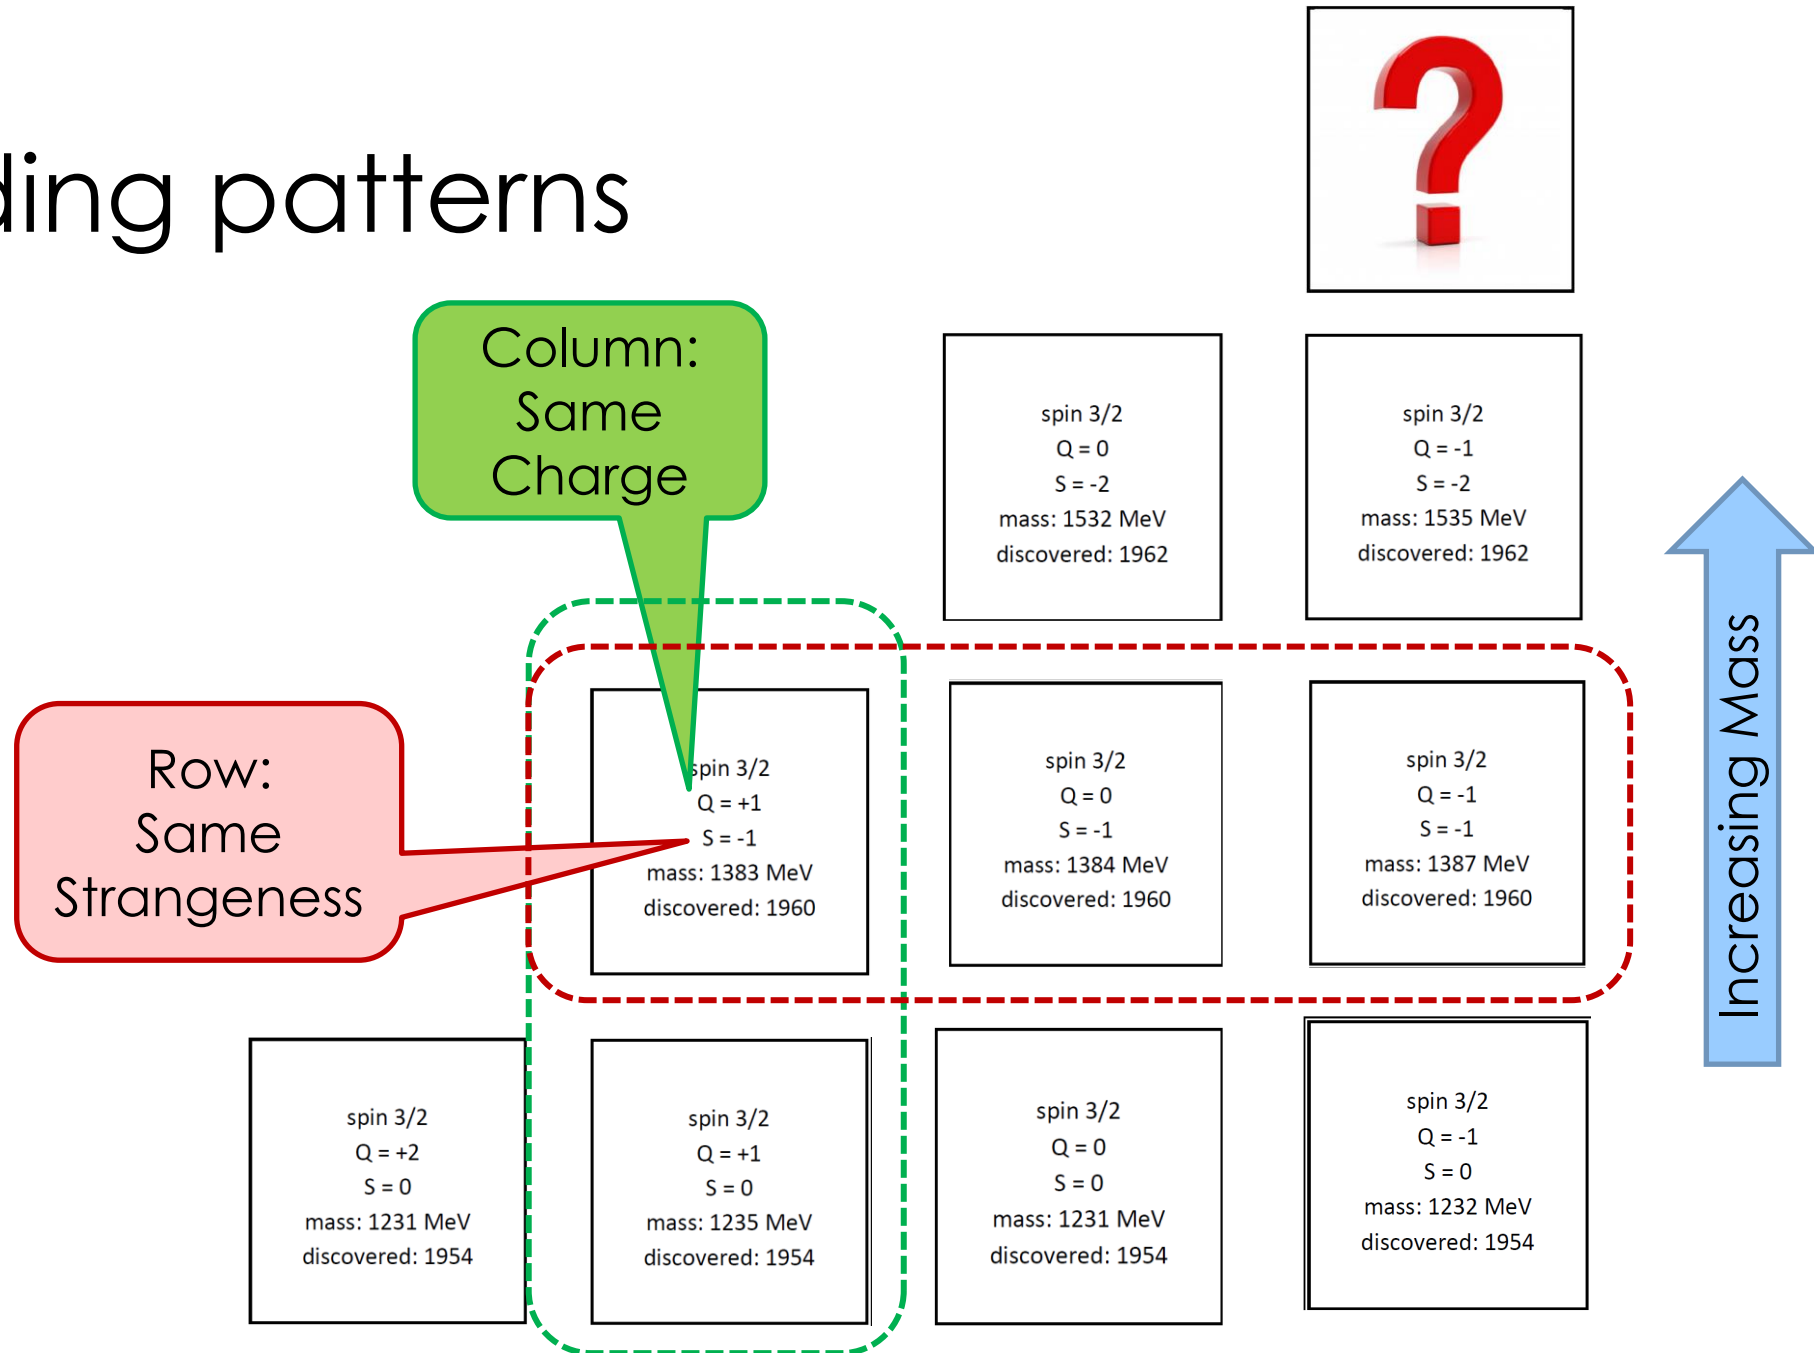 ding patterns
Column:
Same
Charge
spin 3/2
Q = 0
S = -2
mass: 1532 MeV
discovered: 1962
spin 3/2
Q = -1
S = -2
mass: 1535 MeV
discovered: 1962
Row:
Same
Strangeness
spin 3/2
Q = +1
S = -1
mass: 1383 MeV
discovered: 1960
spin 3/2
Q = 0
S = -1
mass: 1384 MeV
discovered: 1960
spin 3/2
Q = -1
S = -1
mass: 1387 MeV
discovered: 1960
Increasing Mass
spin 3/2
Q = +2
S = 0
mass: 1231 MeV
discovered: 1954
spin 3/2
Q = +1
S = 0
mass: 1235 MeV
discovered: 1954
spin 3/2
Q = 0
S = 0
mass: 1231 MeV
discovered: 1954
spin 3/2
Q = -1
S = 0
mass: 1232 MeV
discovered: 1954